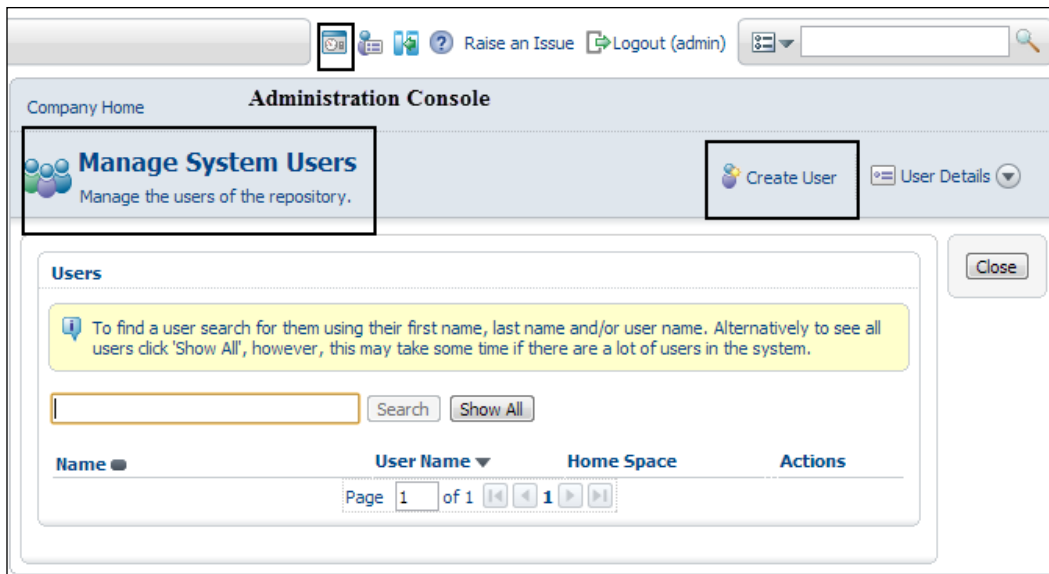 Raise an Issue Logout (admin)
Company Home
Administration Console
Manage System Users
Manage the users of the repository.
Create User
User Details
Close
Users
To find a user search for them using their first name, last name and/or user name. Alternatively to see all
users click 'Show All', however, this may take some time if there are a lot of users in the system.
Search Show All
Name User Name Home Space Actions
Page 1 of 1 1